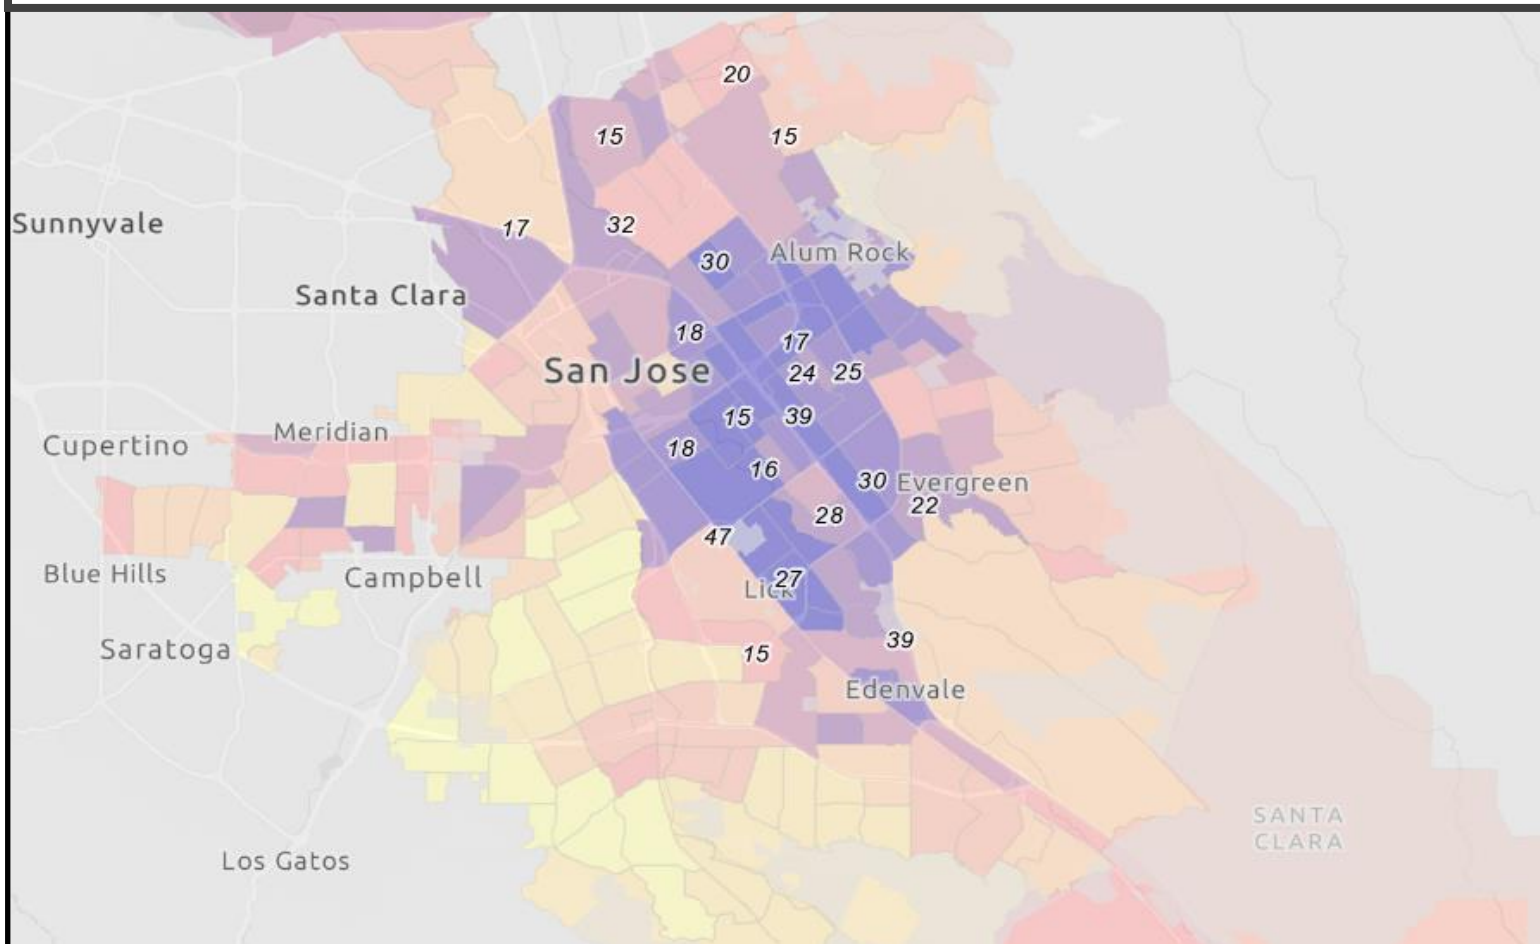 20
15
15
Sunnyvale
17
32
30
Alum Rock
Santa Clara
18
17
San Jose
24
25
15
39
Meridian
Cupertino
18
16
30
Evergreen
22
28
47
Blue Hills
Campbell
27
Lick
39
Saratoga
15
Edenvale
SANTA
CLARA
Los Gatos